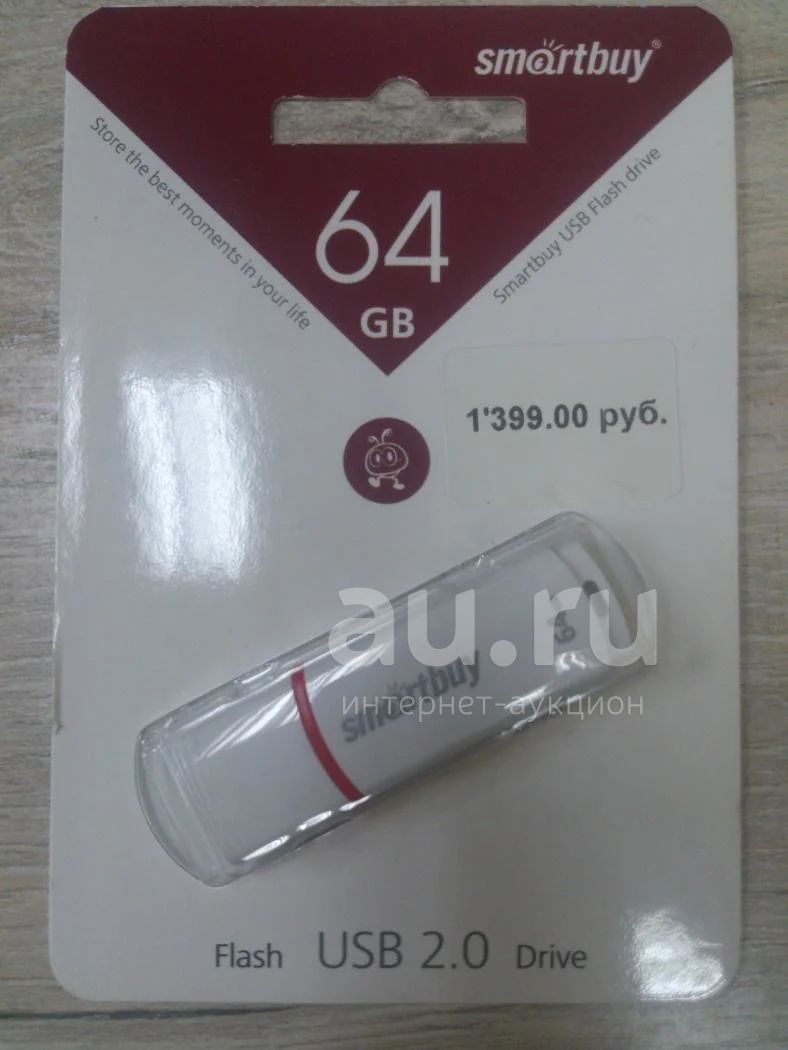 smartbuy®
Store the best moments in your life
64
GB
Smartbuy USB Flash drive
1'399.00 руб.
au.ru
интернет-аукцион
64
smartbuy
Flash USB 2.0 Drive